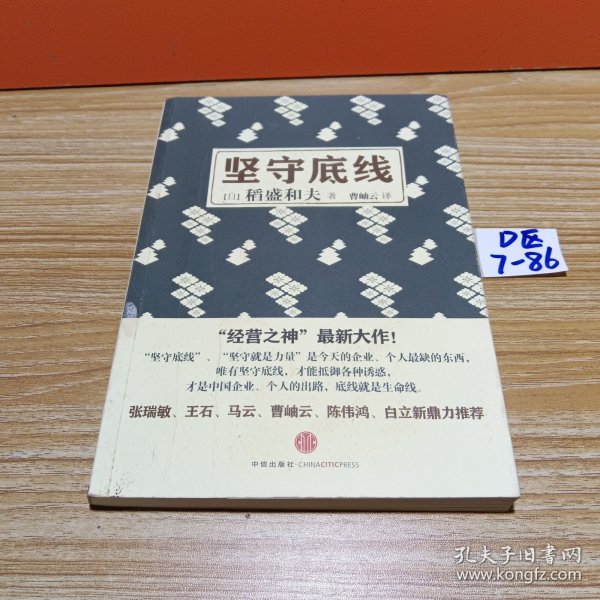 坚守底线
[日] 稻盛和夫 著 曹岫云 译
D区
7-86
“经营之神”最新大作！
“坚守底线”、“坚守就是力量”是今天的企业、个人最缺的东西，
唯有坚守底线，才能抵御各种诱惑，
才是中国企业、个人的出路，底线就是生命线。
张瑞敏、王石、马云、曹岫云、陈伟鸿、白立新鼎力推荐
中信出版社·CHINACITICPRESS
孔夫子旧书网
www.kongfz.com